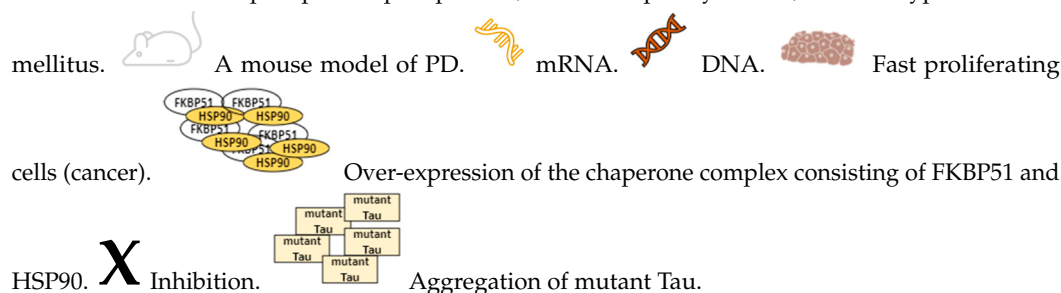 mellitus. A mouse model of PD. mRNA. DNA. Fast proliferating
FKBP51 FKBP51
HSP90 HSP90
FKBP51 FKBP51
HSP90 HSP90
HSP90
cells (cancer). Over-expression of the chaperone complex consisting of FKBP51 and
mutant
Tau
mutant
Tau
mutant
Tau
mutant
Tau
mutant
Tau
HSP90. X Inhibition. Aggregation of mutant Tau.